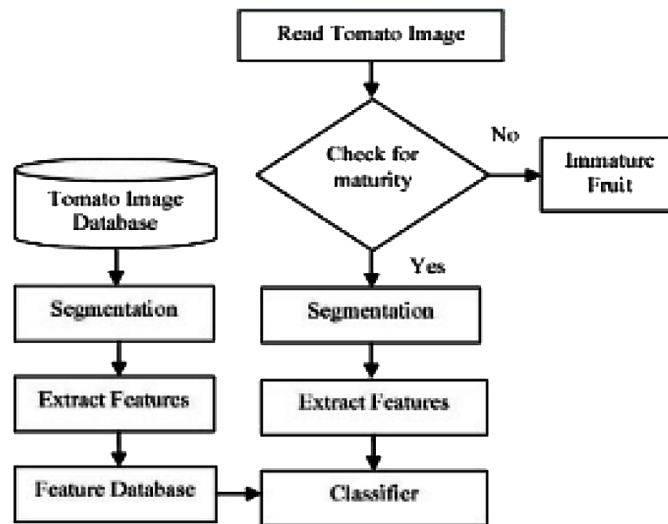 Read Tomato Image
Check for
maturity
No
Immature
Fruit
Yes
Tomato Image
Database
Segmentation
Segmentation
Extract Features
Extract Features
Feature Database
Classifier